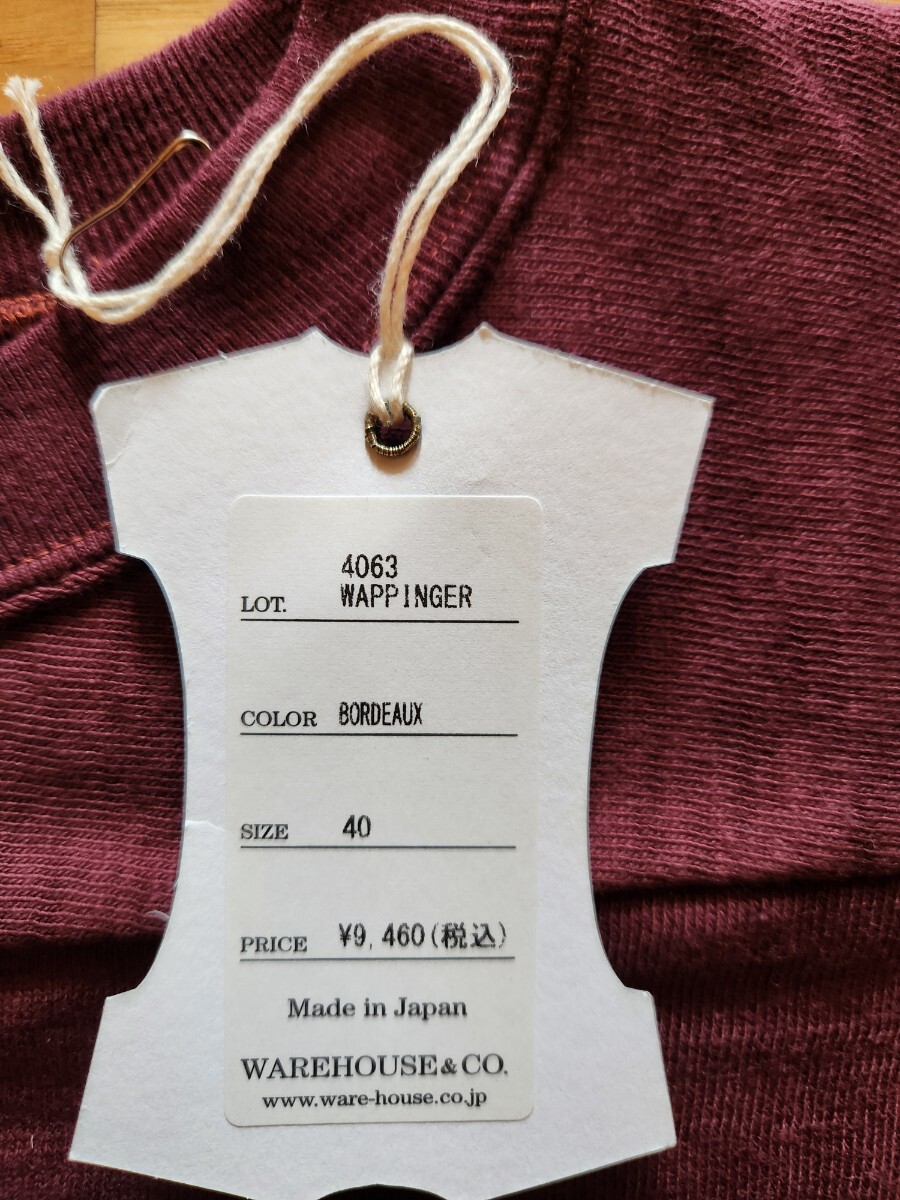 4063
LOT. WAPPINGER
COLOR BORDEAUX
SIZE 40
PRICE ¥9,460(税込)
Made in Japan
WAREHOUSE & CO.
www.ware-house.co.jp